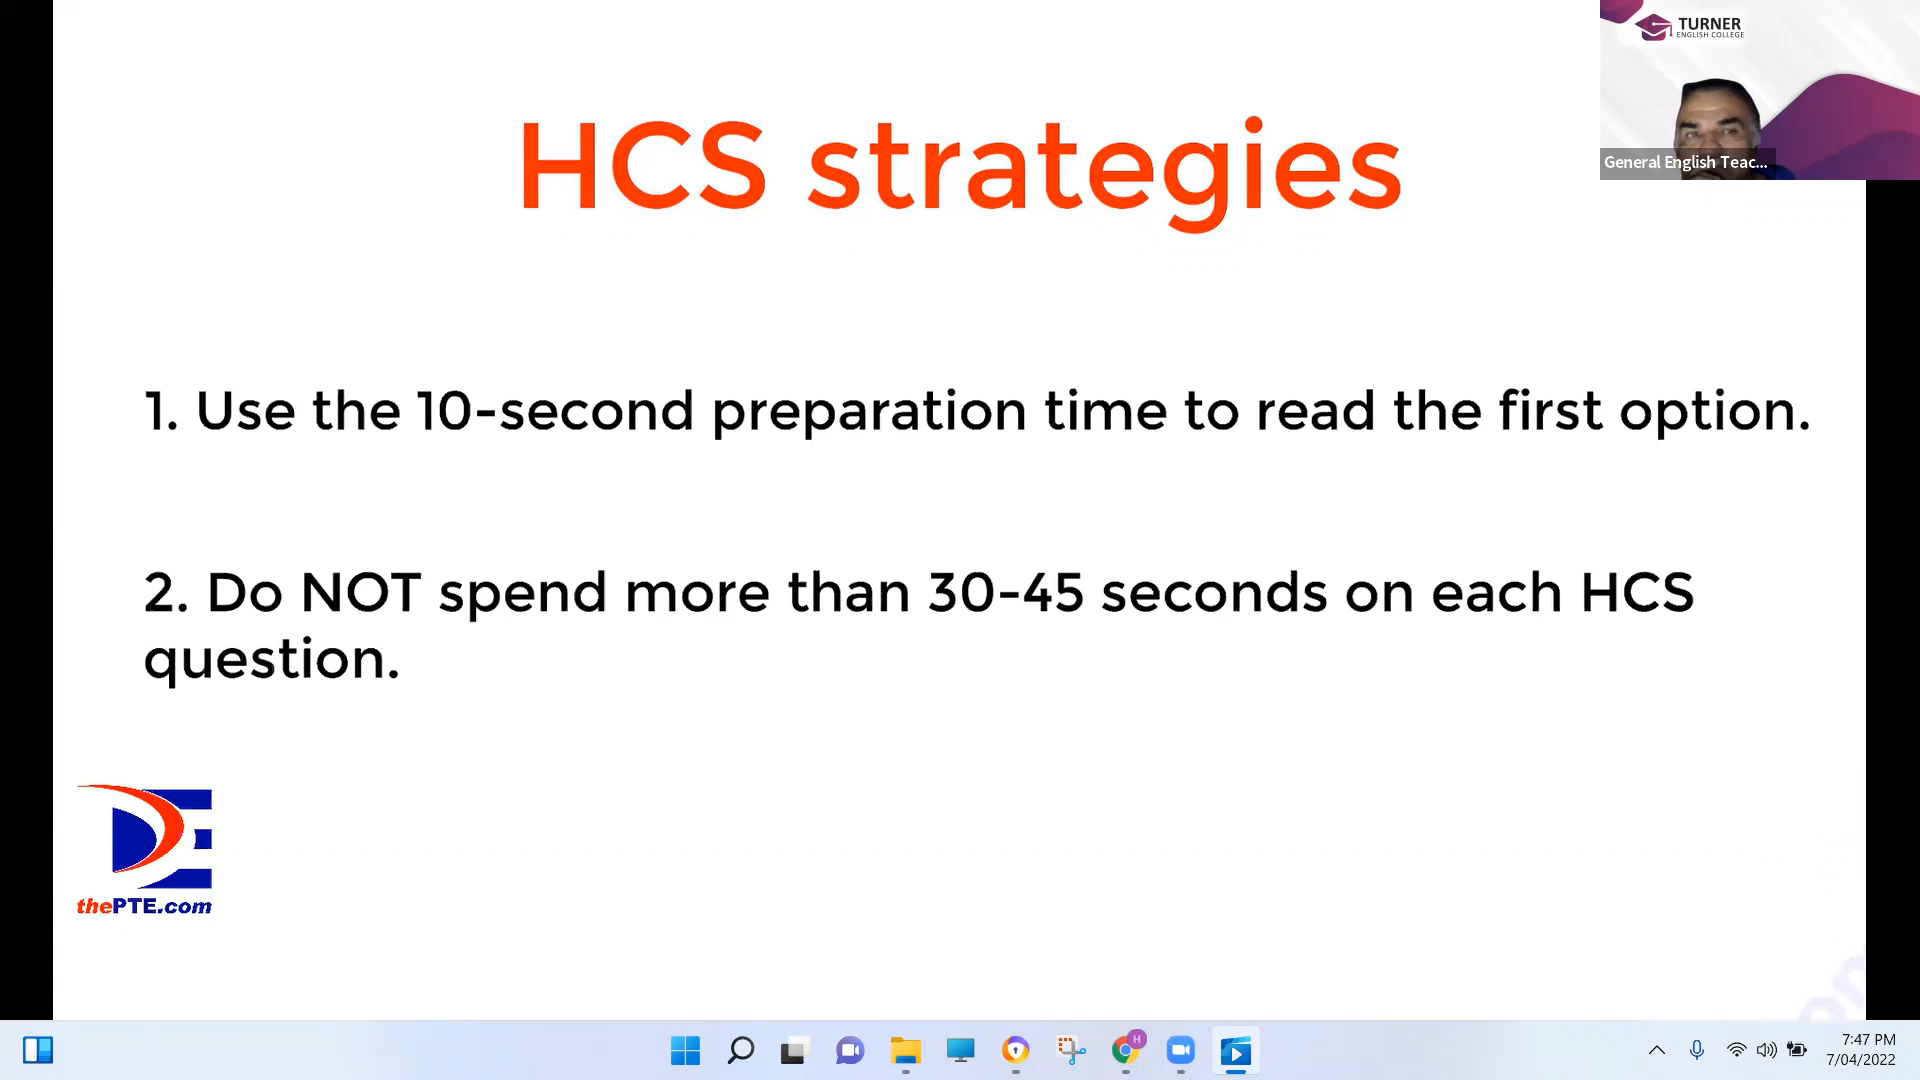 TURNER
ENGLISH COLLEGE
General English Teac...
HCS strategies
1. Use the 10-second preparation time to read the first option.
2. Do NOT spend more than 30-45 seconds on each HCS
question.
thePTE.com
H
7:47 PM
7/04/2022